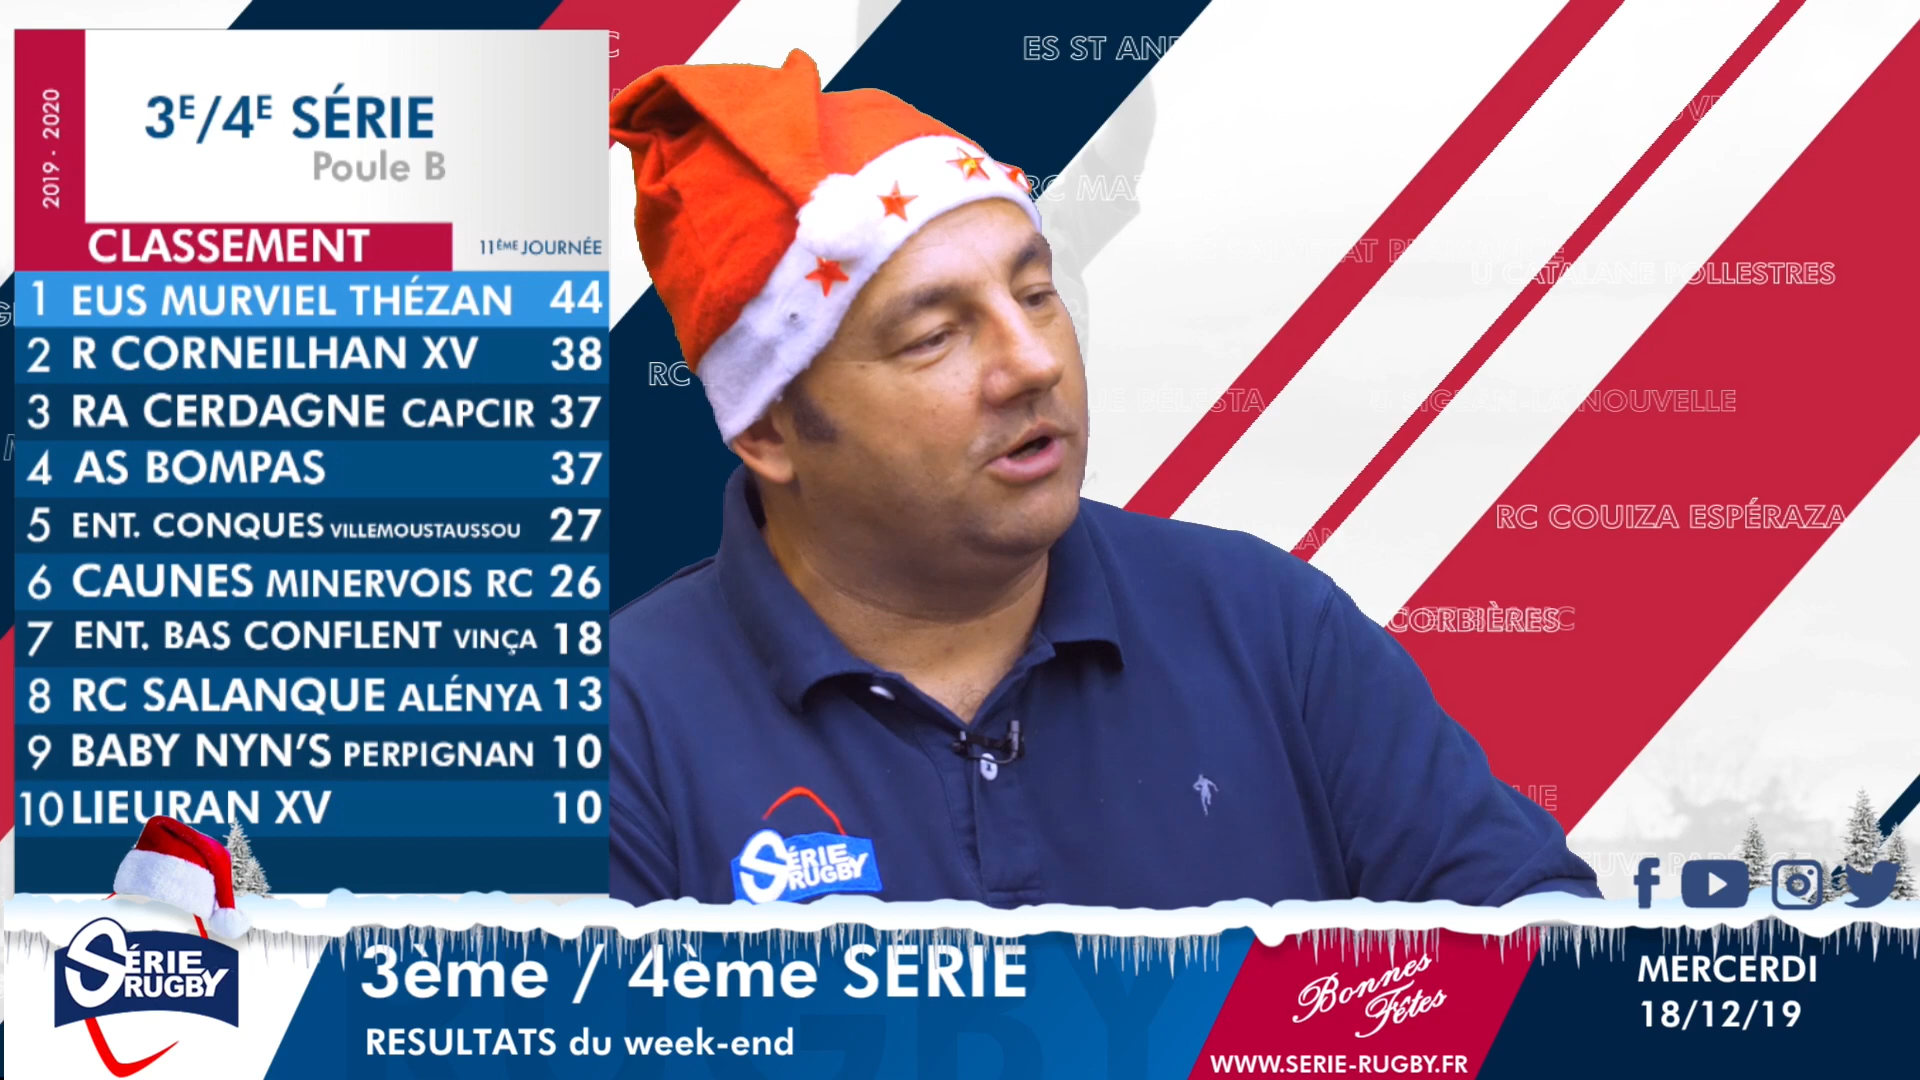 2019 - 2020
3E/4E SÉRIE
Poule B
CLASSEMENT
11ÈME JOURNÉE
1 EUS MURVIEL THÉZAN 44
2 R CORNEILHAN XV 38
3 RA CERDAGNE CAPCIR 37
4 AS BOMPAS 37
5 ENT. CONQUES VILLEMOUSTAUSSOU 27
6 CAUNES MINERVOIS RC 26
7 ENT. BAS CONFLENT VINÇA 18
8 RC SALANQUE ALÉNYA 13
9 BABY NYN'S PERPIGNAN 10
10 LIEURAN XV 10
ES ST
RC
U CATALANE POLLESTRES
BÉLESTA
NOUVELLE
RC COUIZA ESPÉRAZA
CORBIÈRES
SÉRIE
RUGBY
SÉRIE
RUGBY
3ème / 4ème SÉRIE
RESULTATS du week-end
Bonnes
Fêtes
WWW.SERIE-RUGBY.FR
MERCERDI
18/12/19